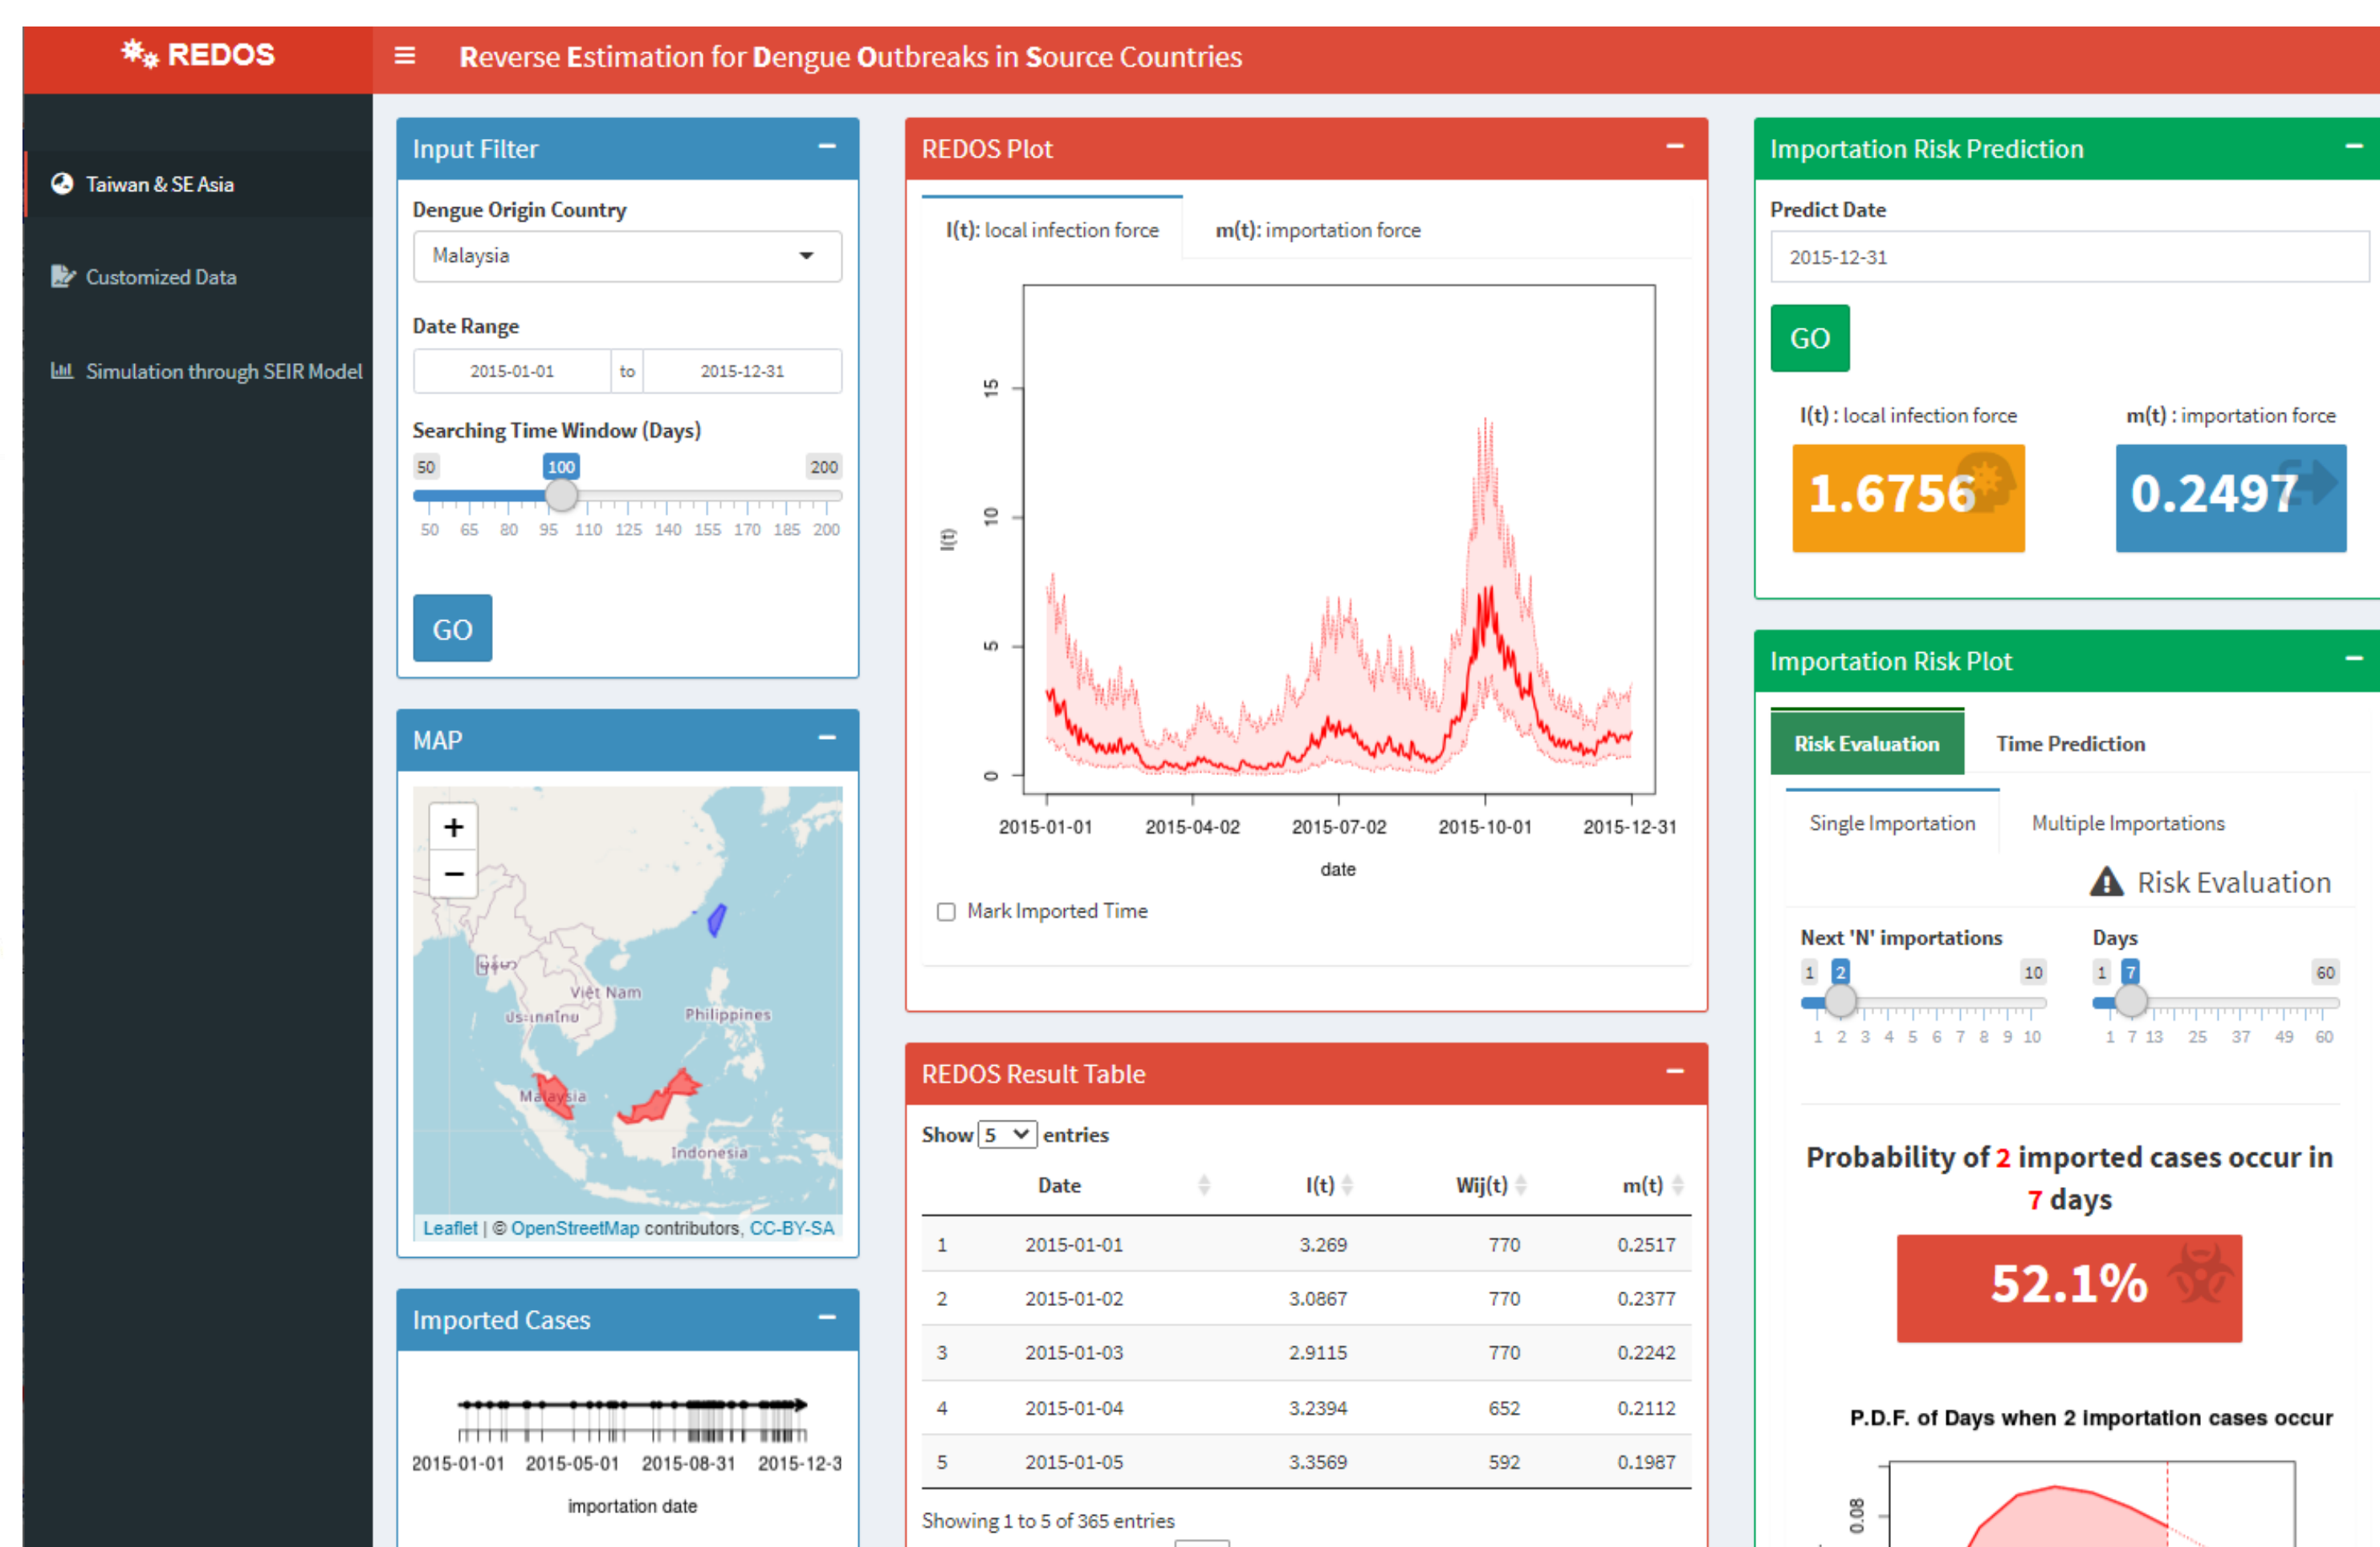 REDOS
Reverse Estimation for Dengue Outbreaks in Source Countries
Taiwan & SE Asia
Customized Data
Simulation through SEIR Model
Input Filter
Dengue Origin Country
Malaysia
Date Range
2015-01-01 to 2015-12-31
Searching Time Window (Days)
50 100 200
50 65 80 95 110 125 140 155 170 185 200
GO
MAP
+
−
Việt Nam
Philippines
Malaysia
Indonesia
Leaflet | © OpenStreetMap contributors, CC-BY-SA
Imported Cases
2015-01-01 2015-05-01 2015-08-31 2015-12-3
importation date
REDOS Plot
I(t): local infection force m(t): importation force
15
10
5
0
I(t)
2015-01-01 2015-04-02 2015-07-02 2015-10-01 2015-12-31
date
Mark Imported Time
REDOS Result Table
Show 5 entries
Date I(t) Wij(t) m(t)
1 2015-01-01 3.269 770 0.2517
2 2015-01-02 3.0867 770 0.2377
3 2015-01-03 2.9115 770 0.2242
4 2015-01-04 3.2394 652 0.2112
5 2015-01-05 3.3569 592 0.1987
Showing 1 to 5 of 365 entries
Importation Risk Prediction
Predict Date
2015-12-31
GO
I(t) : local infection force m(t) : importation force
1.6756 0.2497
Importation Risk Plot
Risk Evaluation Time Prediction
Single Importation Multiple Importations
Risk Evaluation
Next 'N' importations Days
1 2 10 1 7 60
1 2 3 4 5 6 7 8 9 10 1 7 13 25 37 49 60
Probability of 2 imported cases occur in
7 days
52.1%
P.D.F. of Days when 2 importation cases occur
0.08